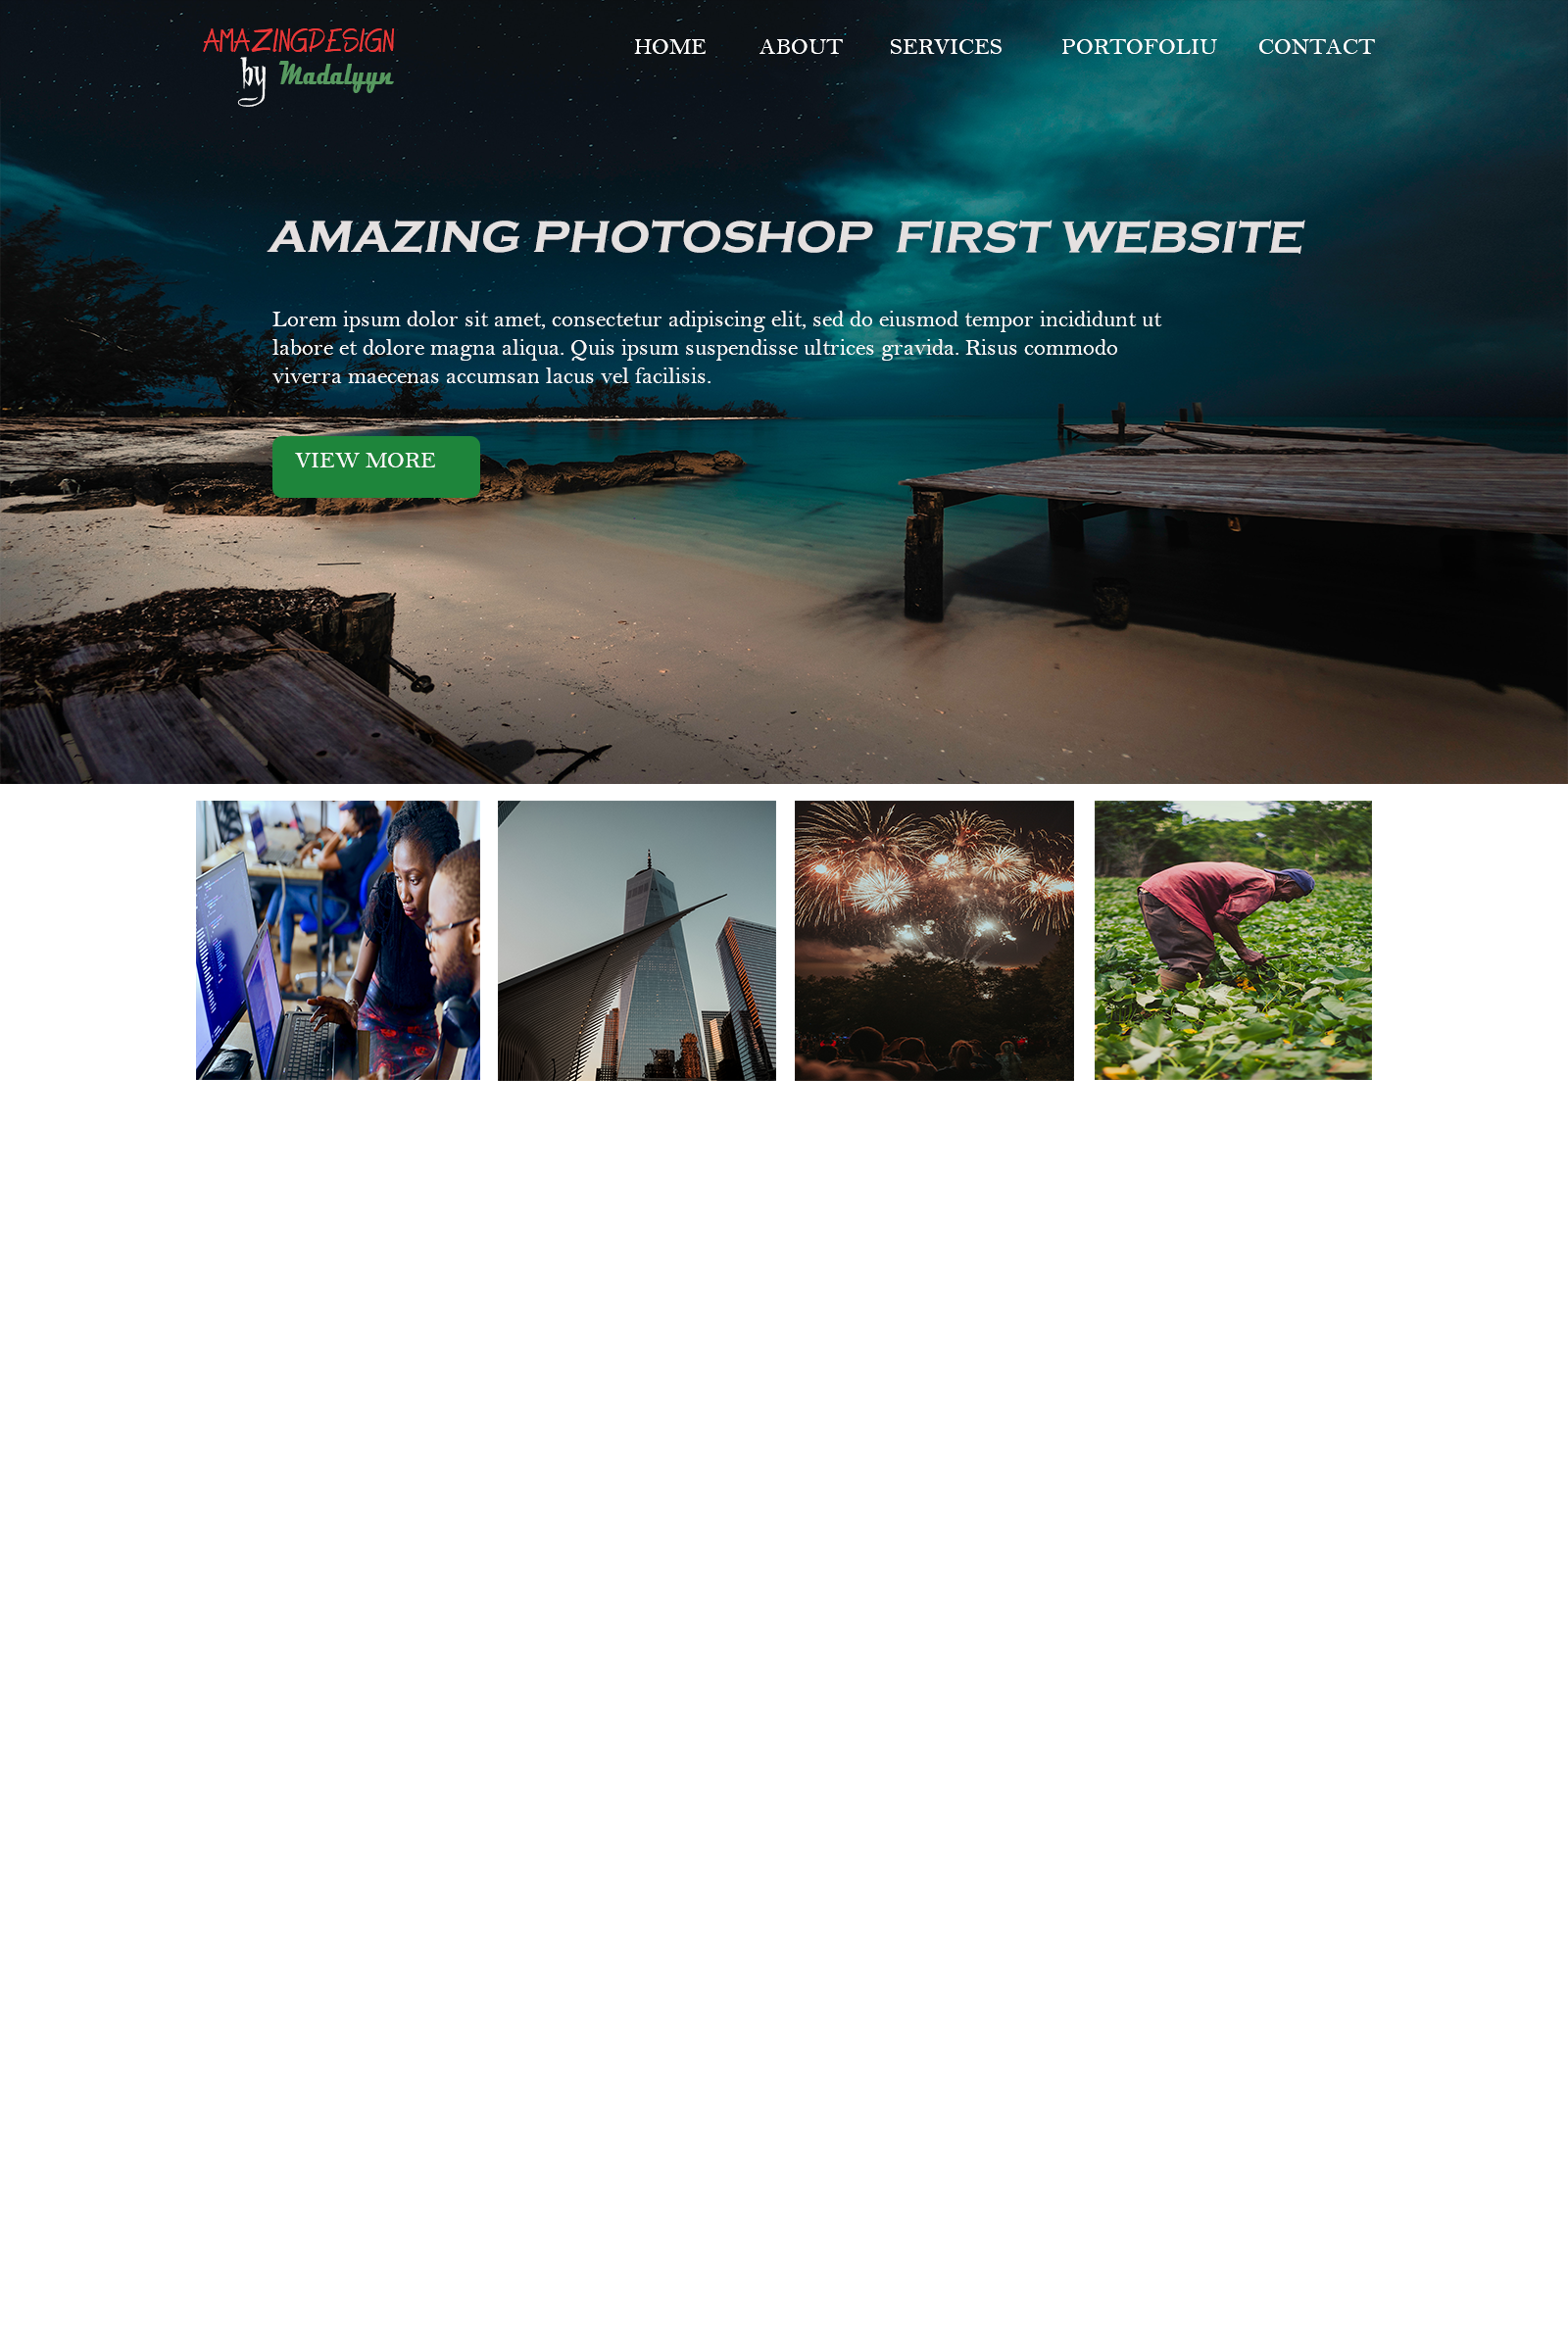 AMAZINGDESIGN
by Madalyyn
HOME ABOUT SERVICES PORTOFOLIU CONTACT
AMAZING PHOTOSHOP FIRST WEBSITE
Lorem ipsum dolor sit amet, consectetur adipiscing elit, sed do eiusmod tempor incididunt ut
labore et dolore magna aliqua. Quis ipsum suspendisse ultrices gravida. Risus commodo
viverra maecenas accumsan lacus vel facilisis.
VIEW MORE